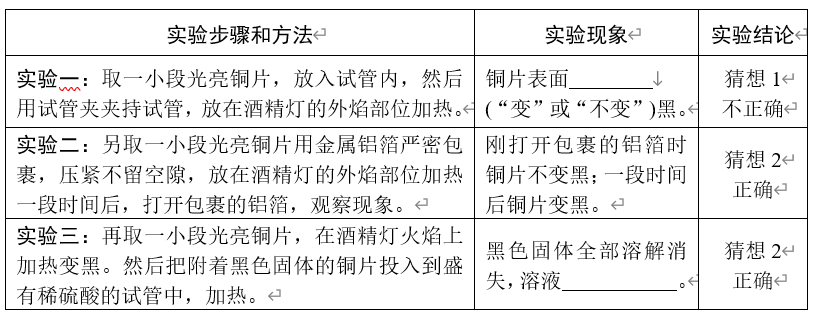 实验步骤和方法↵ 实验现象↵ 实验结论↵
实验一：取一小段光亮铜片，放入试管内，然后 铜片表面________↓ 猜想 1↵
用试管夹夹持试管，放在酒精灯的外焰部位加热。↵ (“变”或“不变”)黑。↵ 不正确↵
实验二：另取一小段光亮铜片用金属铝箔严密包 刚打开包裹的铝箔时
裹，压紧不留空隙，放在酒精灯的外焰部位加热 铜片不变黑；一段时间 猜想 2↵
一段时间后，打开包裹的铝箔，观察现象。↵ 后铜片变黑。↵ 正确↵
实验三：再取一小段光亮铜片，在酒精灯火焰上
加热变黑。然后把附着黑色固体的铜片投入到盛 黑色固体全部溶解消 猜想 2↵
有稀硫酸的试管中，加热。↵ 失，溶液___________。↵ 正确↵